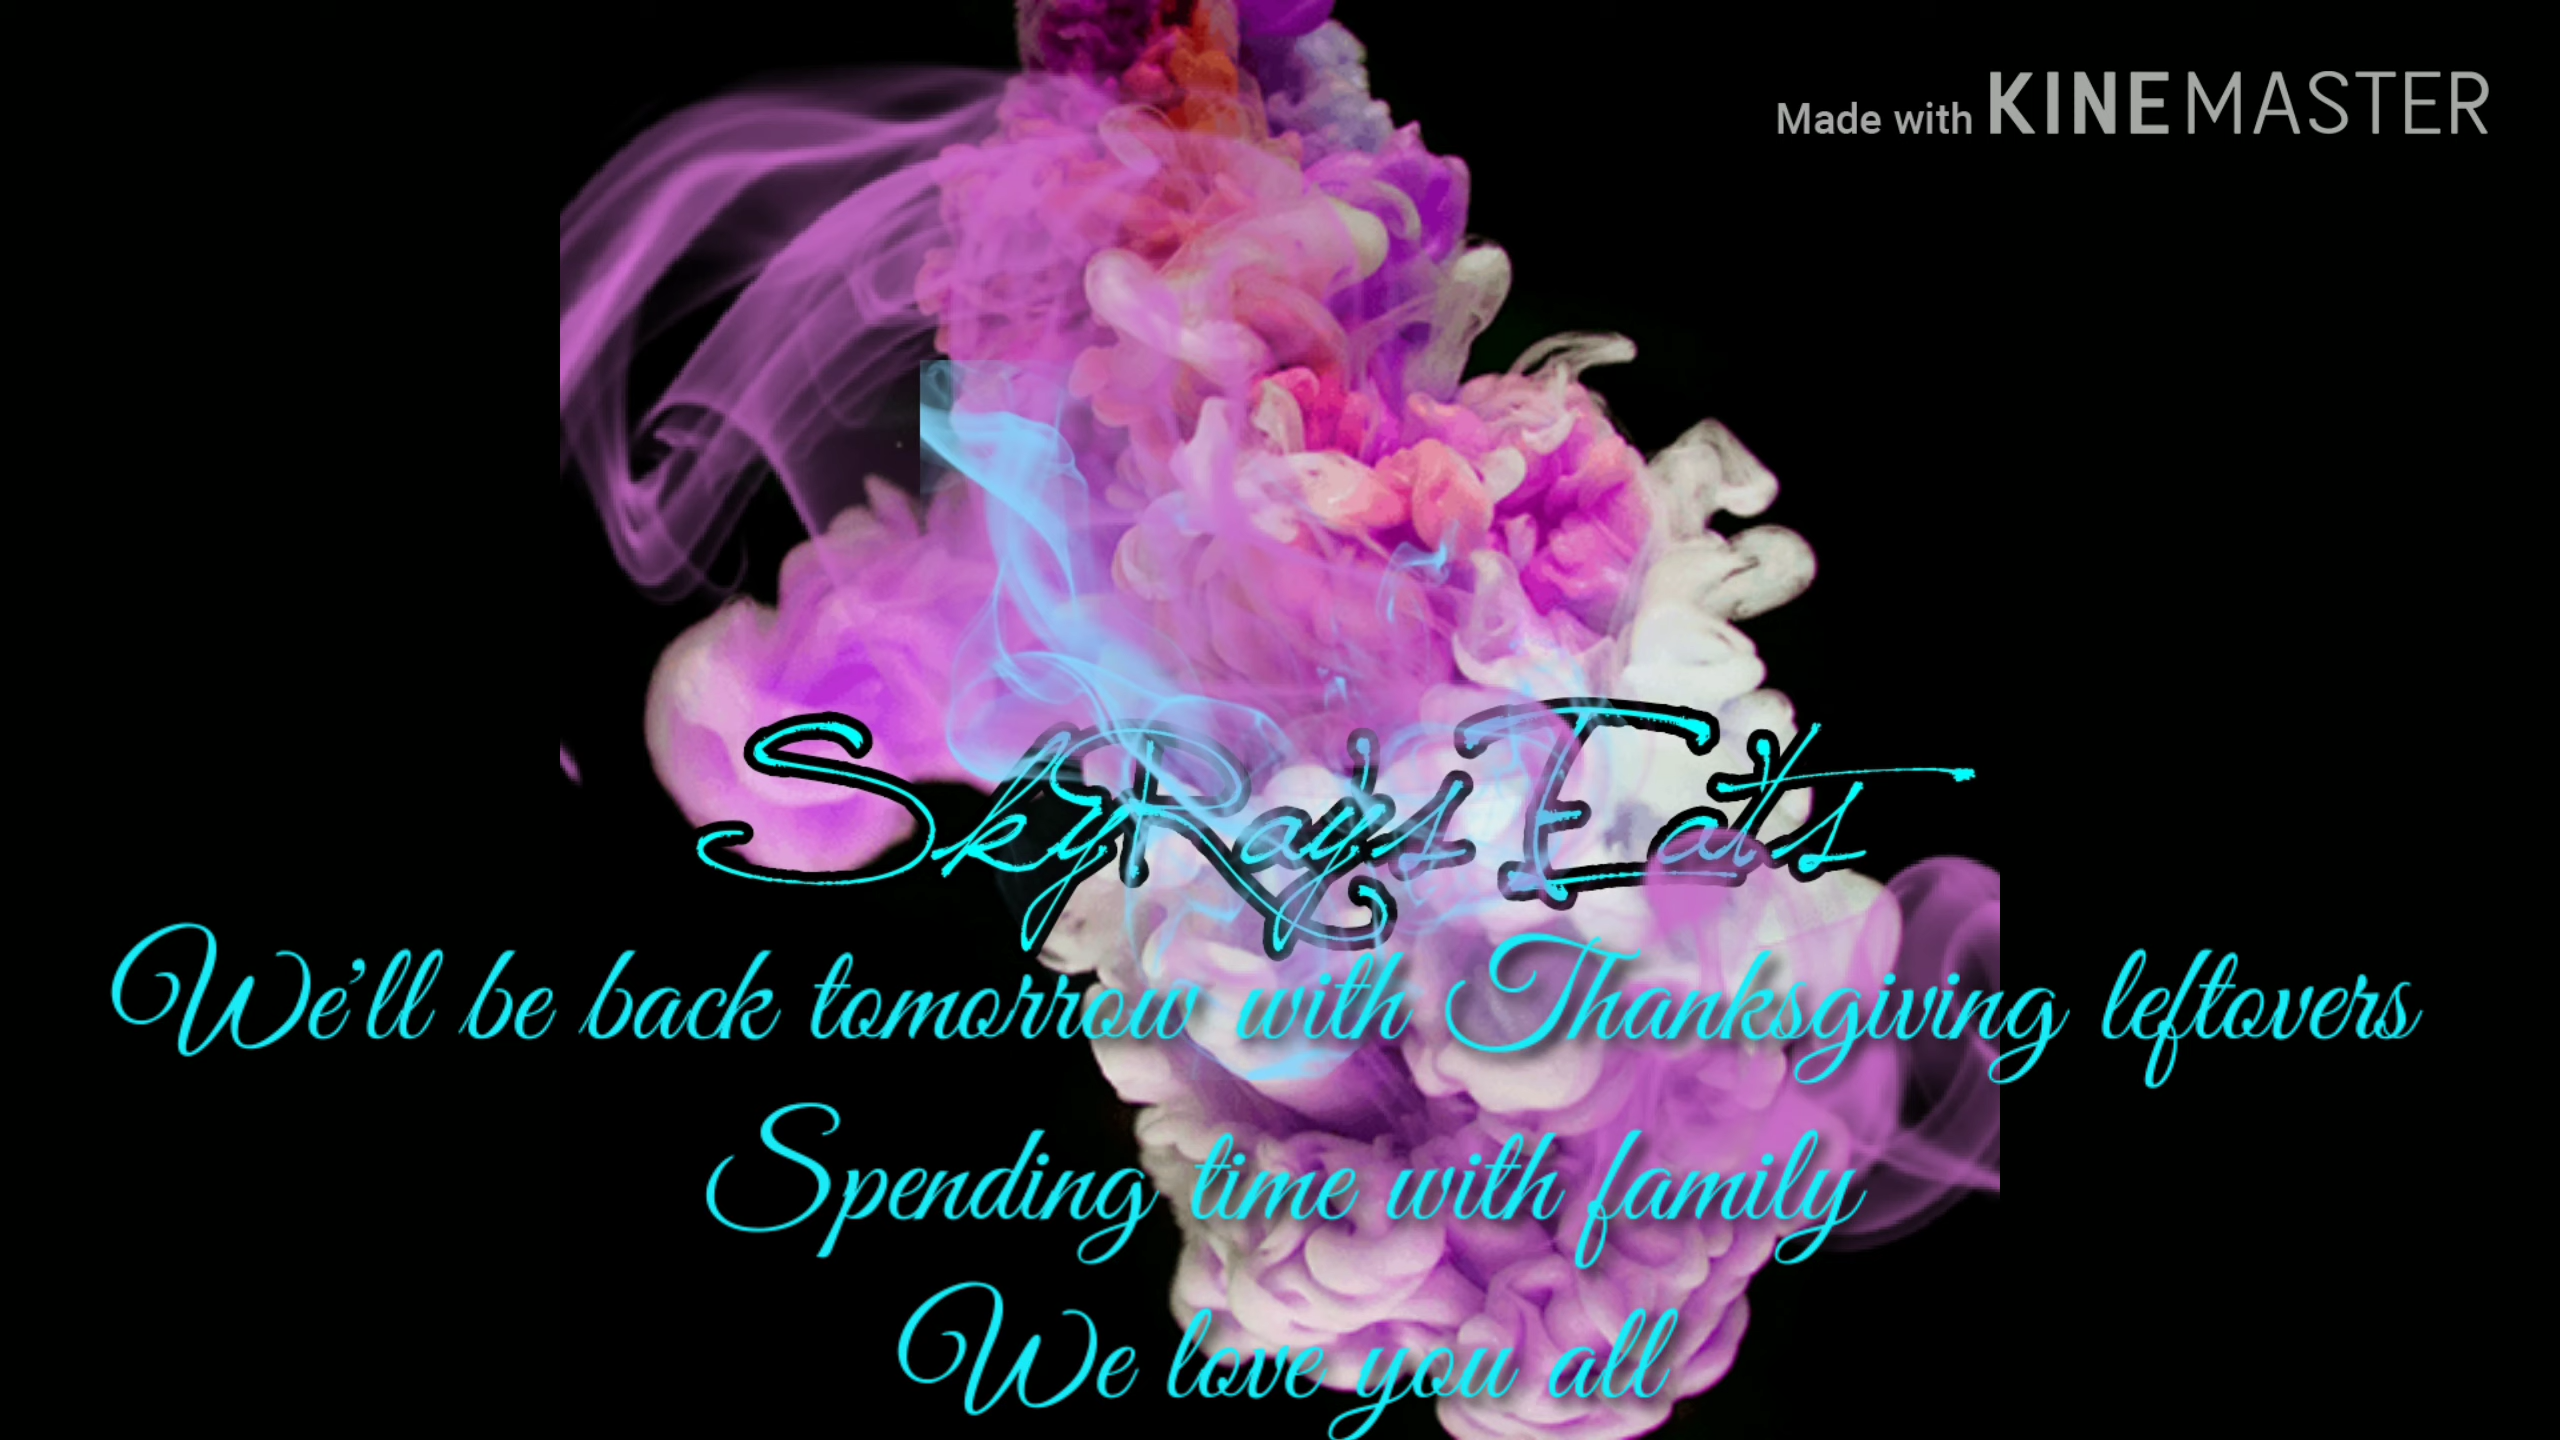 Made with KINEMASTER
SkyRay's Eats
We'll be back tomorrow with Thanksgiving leftovers
Spending time with family
We love you all